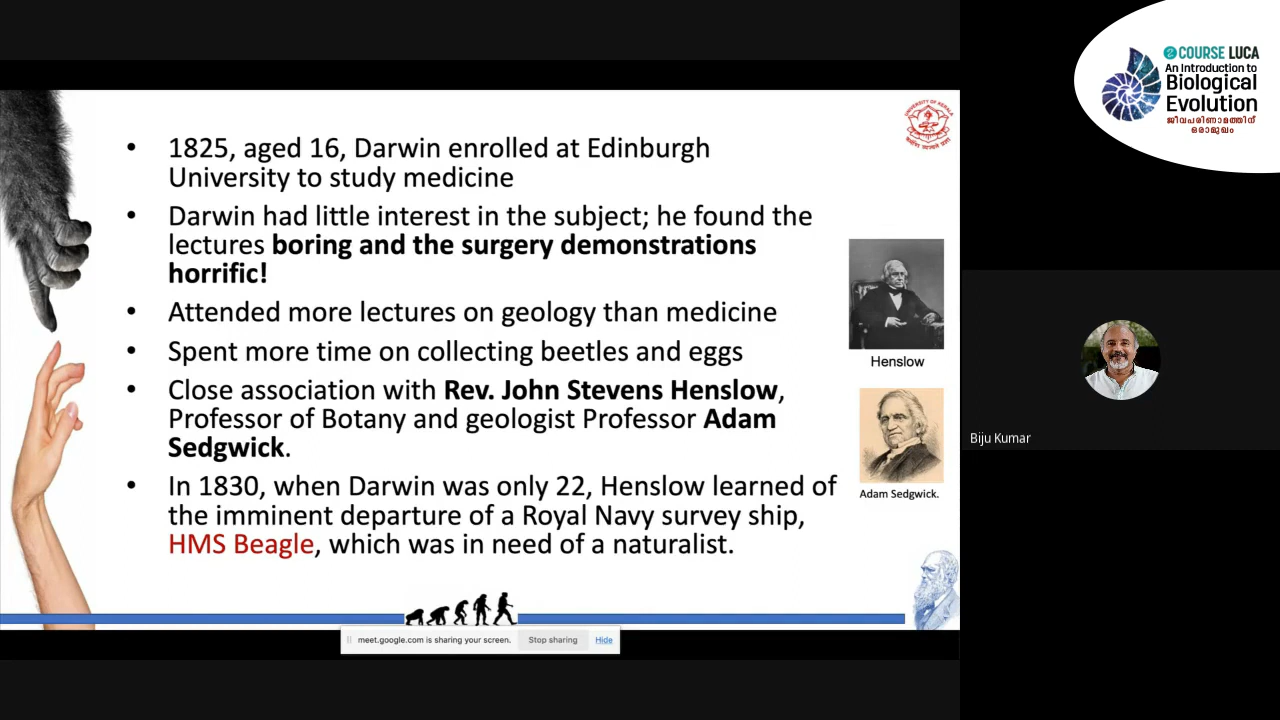 COURSE LUCA
An Introduction to
Biological
Evolution
ജീവപരിണാമത്തിന്
ഒരാമുഖം
UNIVERSITY OF KERALA
• 1825, aged 16, Darwin enrolled at Edinburgh
University to study medicine
• Darwin had little interest in the subject; he found the
lectures boring and the surgery demonstrations
horrific!
• Attended more lectures on geology than medicine
• Spent more time on collecting beetles and eggs
• Close association with Rev. John Stevens Henslow,
Professor of Botany and geologist Professor Adam
Sedgwick.
• In 1830, when Darwin was only 22, Henslow learned of
the imminent departure of a Royal Navy survey ship,
HMS Beagle, which was in need of a naturalist.
Henslow
Adam Sedgwick.
Biju Kumar
meet.google.com is sharing your screen. Stop sharing Hide